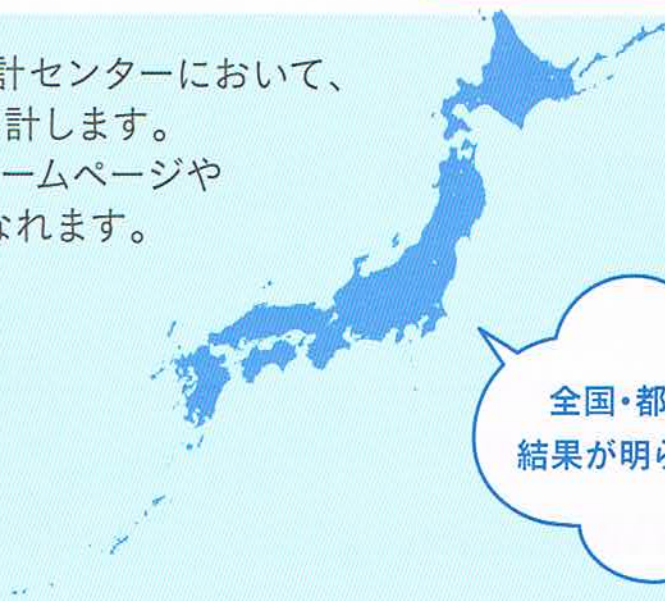 計センターにおいて、
計します。
ームページや
なれます。
全国・都
結果が明ら